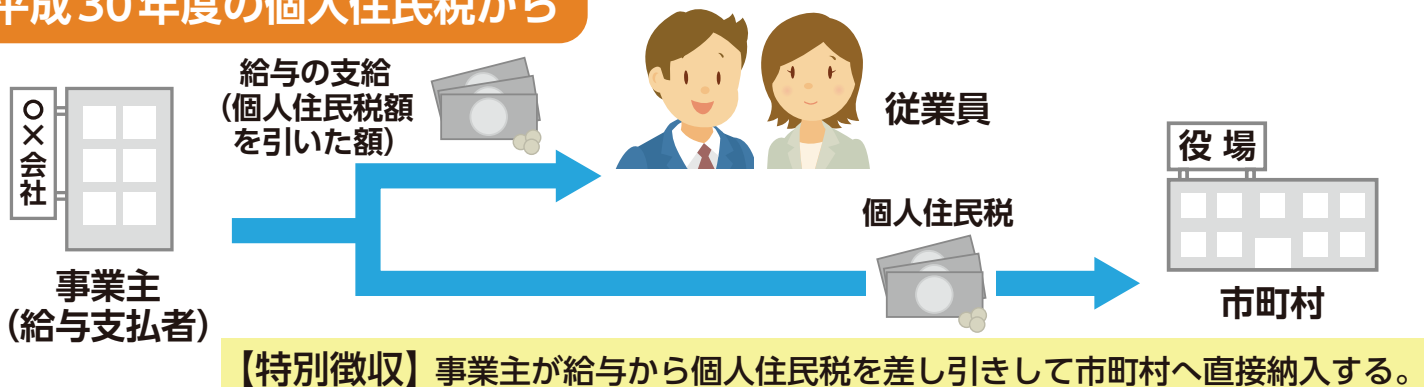 平成30年度の個人住民税から
給与の支給
（個人住民税額
を引いた額）
○×会社
従業員
役場
個人住民税
事業主
（給与支払者）
市町村
【特別徴収】事業主が給与から個人住民税を差し引きして市町村へ直接納入する。